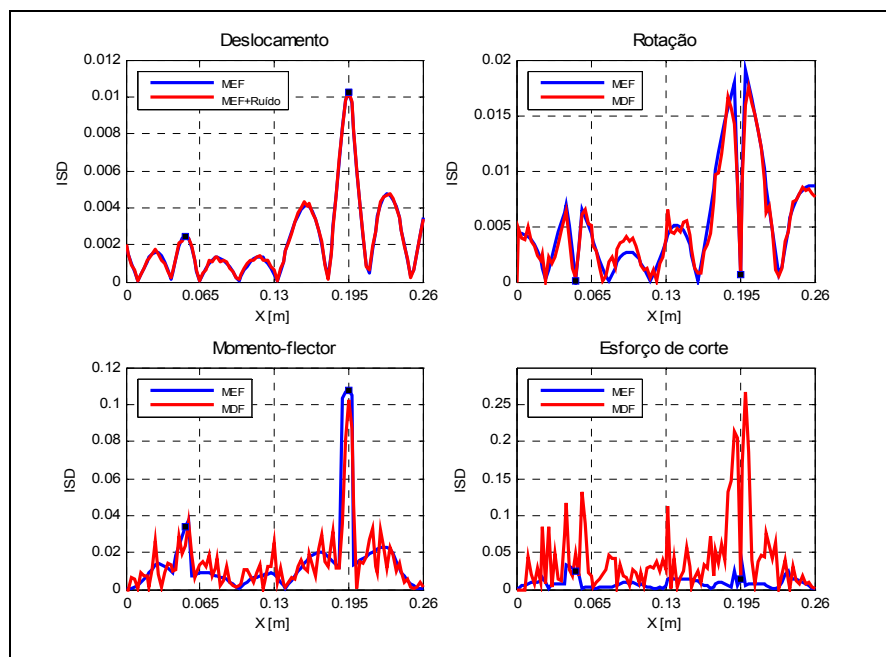 Deslocamento
0.012
0.01
0.008
0.006
0.004
0.002
0
ISD
MEF
MEF+Ruído
0 0.065 0.13 0.195 0.26
X [m]
Rotação
0.02
0.015
0.01
0.005
0
ISD
MEF
MDF
0 0.065 0.13 0.195 0.26
X [m]
Momento-flector
0.12
0.1
0.08
0.06
0.04
0.02
0
ISD
MEF
MDF
0 0.065 0.13 0.195 0.26
X [m]
Esforço de corte
0.25
0.2
0.15
0.1
0.05
0
ISD
MEF
MDF
0 0.065 0.13 0.195 0.26
X [m]